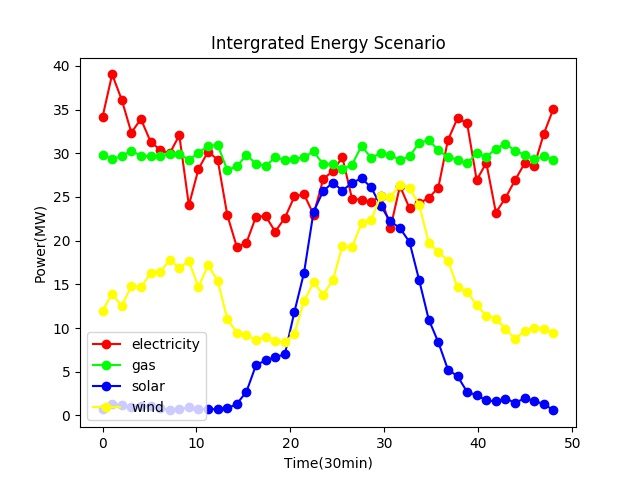 Intergrated Energy Scenario
Power(MW)
40
35
30
25
20
15
10
5
0
electricity
gas
solar
wind
0 10 20 30 40 50
Time(30min)